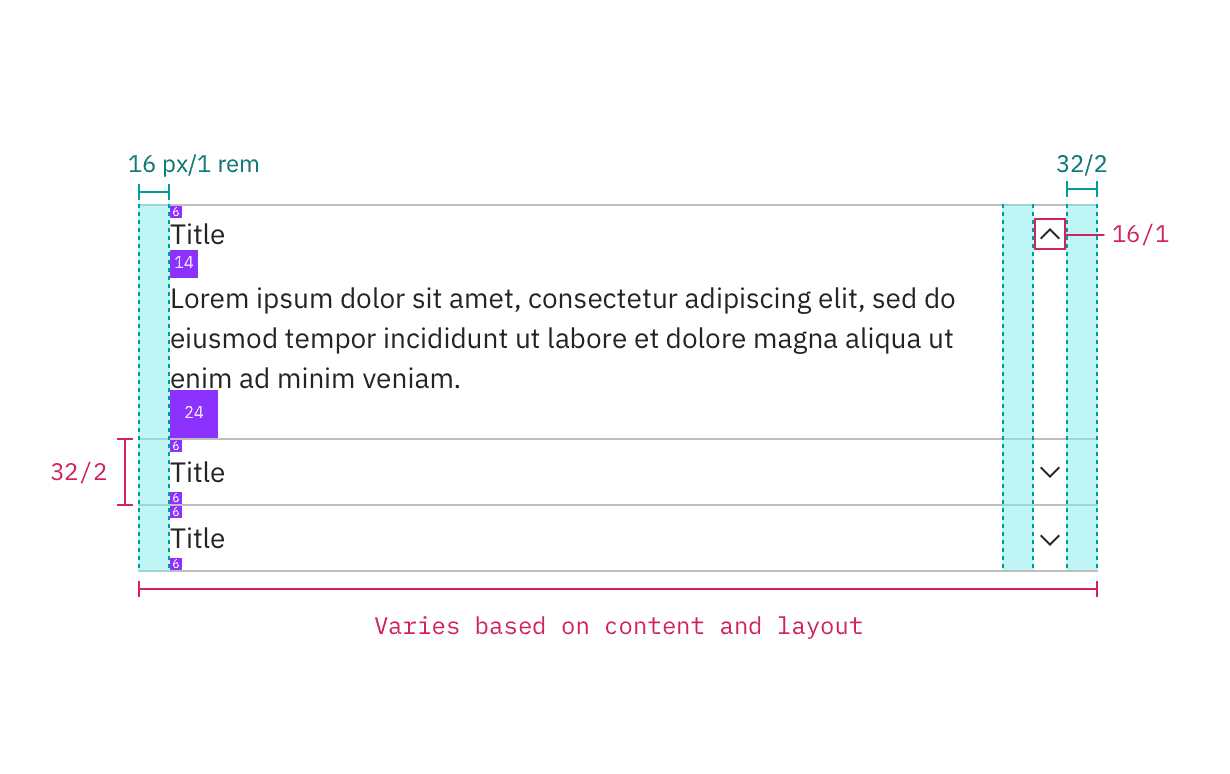 16 px/1 rem
32/2
6
Title
16/1
14
Lorem ipsum dolor sit amet, consectetur adipiscing elit, sed do
eiusmod tempor incididunt ut labore et dolore magna aliqua ut
enim ad minim veniam.
24
6
32/2
Title
6
6
Title
6
Varies based on content and layout